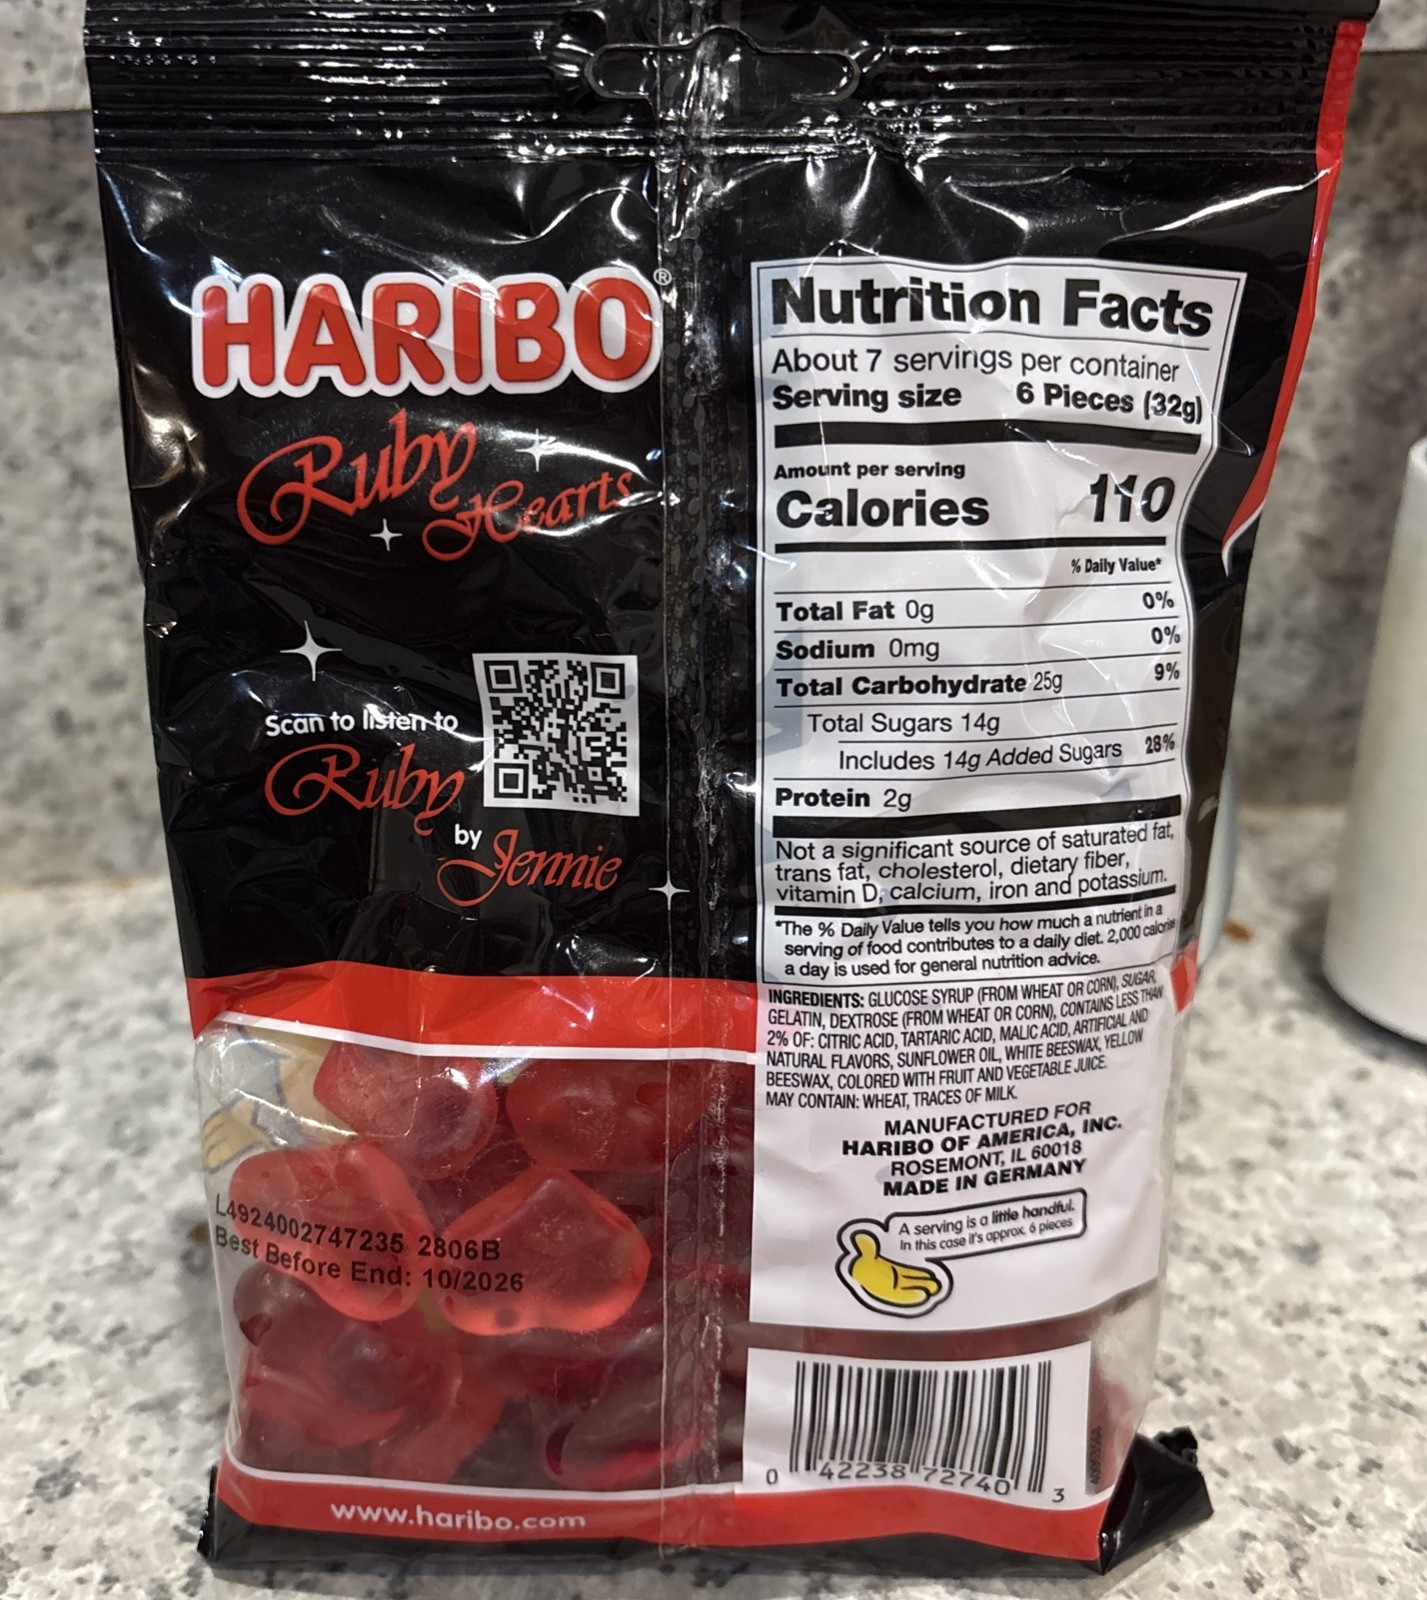 HARIBO®
Ruby
Hearts
Scan to listen to
Ruby
by
Jennie
L4924002747235 2806B
Best Before End: 10/2026
www.haribo.com
Nutrition Facts
About 7 servings per container
Serving size 6 Pieces (32g)
Amount per serving
Calories 110
% Daily Value*
Total Fat 0g 0%
Sodium 0mg 0%
Total Carbohydrate 25g 9%
Total Sugars 14g
Includes 14g Added Sugars 28%
Protein 2g
Not a significant source of saturated fat,
trans fat, cholesterol, dietary fiber,
vitamin D, calcium, iron and potassium.
*The % Daily Value tells you how much a nutrient in a
serving of food contributes to a daily diet. 2,000 calories
a day is used for general nutrition advice.
INGREDIENTS: GLUCOSE SYRUP (FROM WHEAT OR CORN), SUGAR,
GELATIN, DEXTROSE (FROM WHEAT OR CORN), CONTAINS LESS THAN
2% OF: CITRIC ACID, TARTARIC ACID, MALIC ACID, ARTIFICIAL AND
NATURAL FLAVORS, SUNFLOWER OIL, WHITE BEESWAX, YELLOW
BEESWAX, COLORED WITH FRUIT AND VEGETABLE JUICE.
MAY CONTAIN: WHEAT, TRACES OF MILK.
MANUFACTURED FOR
HARIBO OF AMERICA, INC.
ROSEMONT, IL 60018
MADE IN GERMANY
A serving is a little handful.
In this case it's approx. 6 pieces
0 42238 72740 3